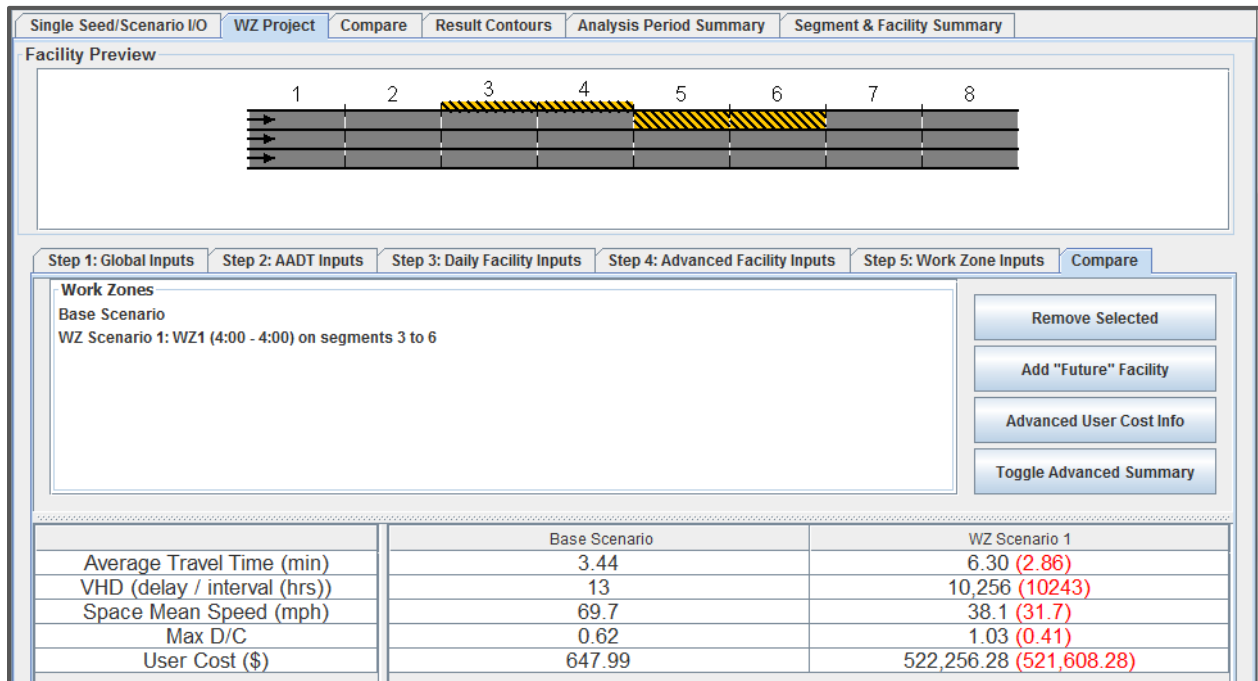 Single Seed/Scenario I/O WZ Project Compare Result Contours Analysis Period Summary Segment & Facility Summary
Facility Preview
1 2 3 4 5 6 7 8
Step 1: Global Inputs Step 2: AADT Inputs Step 3: Daily Facility Inputs Step 4: Advanced Facility Inputs Step 5: Work Zone Inputs Compare
Work Zones
Base Scenario
WZ Scenario 1: WZ1 (4:00 - 4:00) on segments 3 to 6
Remove Selected
Add "Future" Facility
Advanced User Cost Info
Toggle Advanced Summary
Base Scenario WZ Scenario 1
Average Travel Time (min) 3.44 6.30 (2.86)
VHD (delay / interval (hrs)) 13 10,256 (10243)
Space Mean Speed (mph) 69.7 38.1 (31.7)
Max D/C 0.62 1.03 (0.41)
User Cost ($) 647.99 522,256.28 (521,608.28)